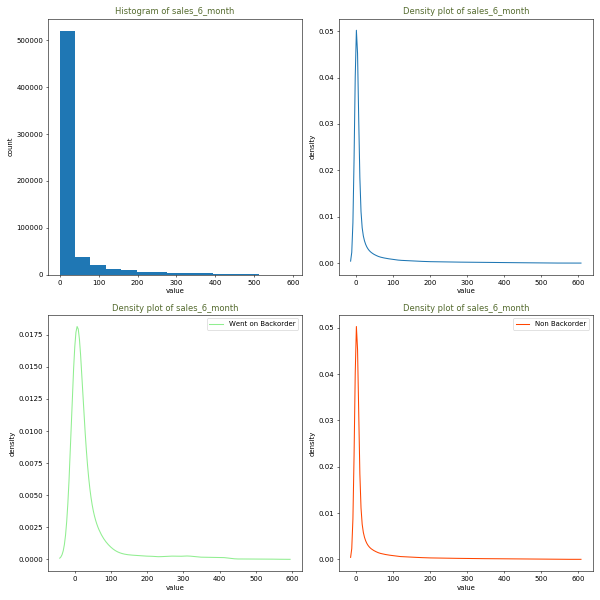 Histogram of sales_6_month
count
500000
400000
300000
200000
100000
0
0 100 200 300 400 500 600
value
Density plot of sales_6_month
density
0.05
0.04
0.03
0.02
0.01
0.00
0 100 200 300 400 500 600
value
Density plot of sales_6_month
Went on Backorder
density
0.0175
0.0150
0.0125
0.0100
0.0075
0.0050
0.0025
0.0000
0 100 200 300 400 500 600
value
Density plot of sales_6_month
Non Backorder
density
0.05
0.04
0.03
0.02
0.01
0.00
0 100 200 300 400 500 600
value